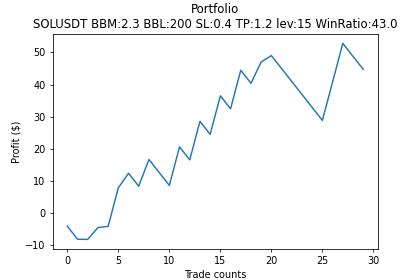 Portfolio
SOLUSDT BBM:2.3 BBL:200 SL:0.4 TP:1.2 lev:15 WinRatio:43.0
50
40
30
20
10
0
−10
Profit ($)
0 5 10 15 20 25 30
Trade counts